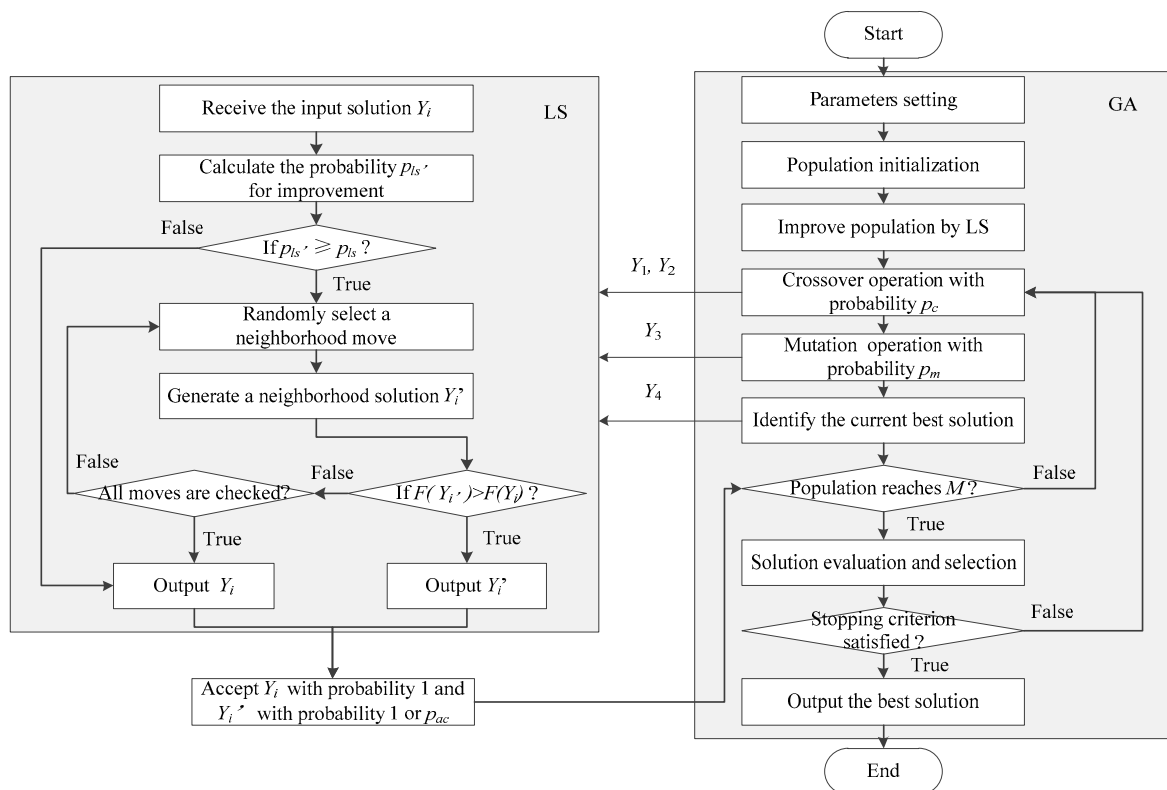 Start
LS
Receive the input solution Yi
Calculate the probability pls′
for improvement
False
If pls′ ⩾ pls ?
True
Randomly select a
neighborhood move
Generate a neighborhood solution Yi’
False
All moves are checked?
False
If F( Yi′ )>F(Yi) ?
True
True
Output Yi
Output Yi’
Accept Yi with probability 1 and
Yi’ with probability 1 or pac
Y1, Y2
Y3
Y4
GA
Parameters setting
Population initialization
Improve population by LS
Crossover operation with
probability pc
Mutation operation with
probability pm
Identify the current best solution
Population reaches M ?
False
True
Solution evaluation and selection
Stopping criterion
satisfied ?
False
True
Output the best solution
End